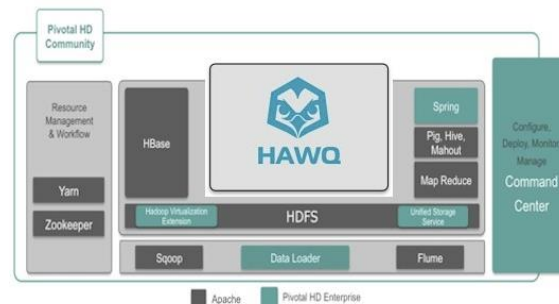 Pivotal HD
Community
Resource
Management
& Workflow
Yarn
Zookeeper
HBase
HAWQ
Spring
Pig, Hive,
Mahout
Map Reduce
Hadoop Virtualization
Extension
HDFS
Unified Storage
Service
Sqoop
Data Loader
Flume
Configure,
Deploy, Monitor,
Manage
Command
Center
Apache
Pivotal HD Enterprise